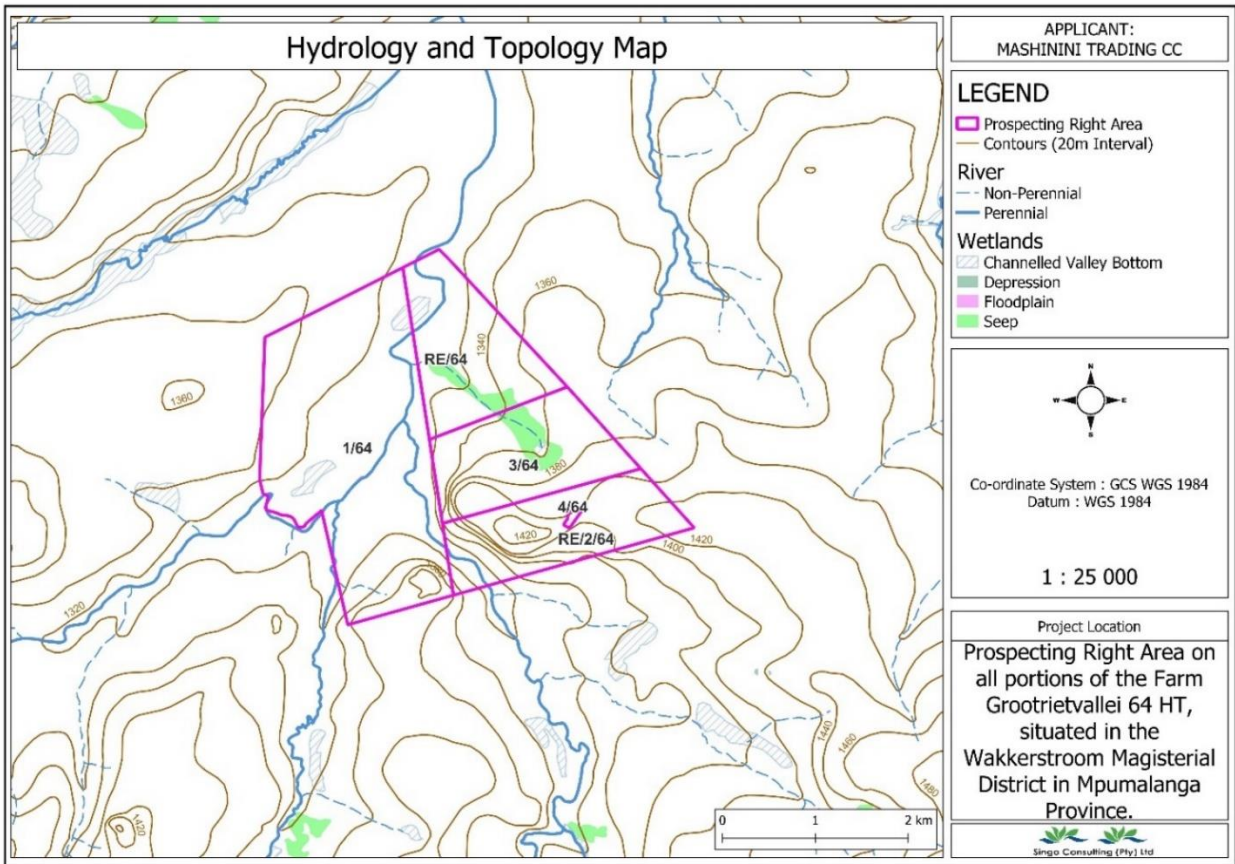 Hydrology and Topology Map
1360
1340
RE/64
1360
1/64
3/64
1380
4/64
1420
RE/2/64
1420
1400
1320
1440
1460
1480
1420
0 1 2 km
APPLICANT:
MASHININI TRADING CC
LEGEND
Prospecting Right Area
Contours (20m Interval)
River
Non-Perennial
Perennial
Wetlands
Channelled Valley Bottom
Depression
Floodplain
Seep
N
W E
S
Co-ordinate System : GCS WGS 1984
Datum : WGS 1984
1 : 25 000
Project Location
Prospecting Right Area on
all portions of the Farm
Grootrietvallei 64 HT,
situated in the
Wakkerstroom Magisterial
District in Mpumalanga
Province.
Singo Consulting (Pty) Ltd